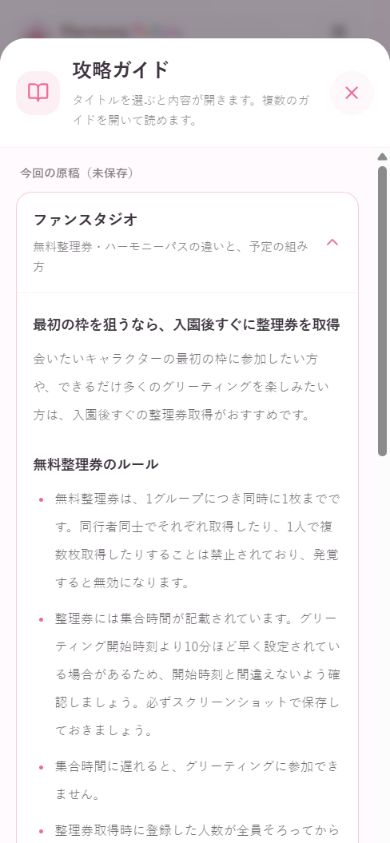 攻略ガイド
タイトルを選ぶと内容が開きます。複数のガ
イドを開いて読めます。
今回の原稿（未保存）
ファンスタジオ
無料整理券・ハーモニーパスの違いと、予定の組み
方
最初の枠を狙うなら、入園後すぐに整理券を取得
会いたいキャラクターの最初の枠に参加したい方
や、できるだけ多くのグリーティングを楽しみたい
方は、入園後すぐの整理券取得がおすすめです。
無料整理券のルール
無料整理券は、1グループにつき同時に1枚までで
す。同行者同士でそれぞれ取得したり、1人で複
数枚取得したりすることは禁止されており、発覚
すると無効になります。
整理券には集合時間が記載されています。グリー
ティング開始時刻より10分ほど早く設定されてい
る場合があるため、開始時刻と間違えないよう確
認しましょう。必ずスクリーンショットで保存し
ておきましょう。
集合時間に遅れると、グリーティングに参加でき
ません。
整理券取得時に登録した人数が全員そろってから